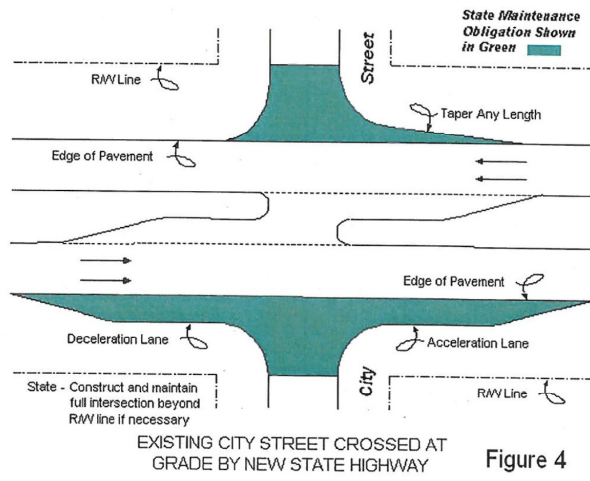 State Maintenance
Obligation Shown
in Green
Street
R/W Line
Taper Any Length
Edge of Pavement
Edge of Pavement
Deceleration Lane
Acceleration Lane
City
State - Construct and maintain
full intersection beyond
R/W line if necessary
R/W Line
EXISTING CITY STREET CROSSED AT
GRADE BY NEW STATE HIGHWAY
Figure 4